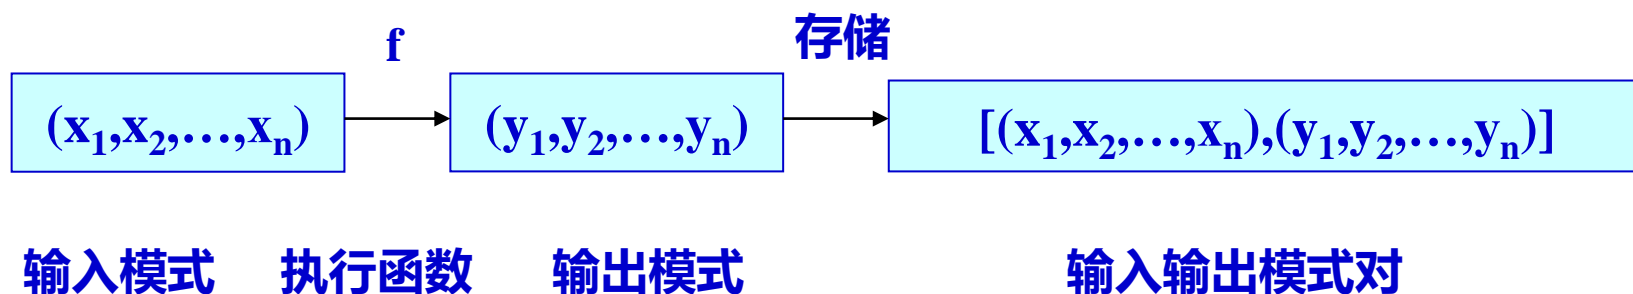 f 存储
(x₁,x₂,…,xₙ) (y₁,y₂,…,yₙ) [(x₁,x₂,…,xₙ),(y₁,y₂,…,yₙ)]
输入模式 执行函数 输出模式 输入输出模式对